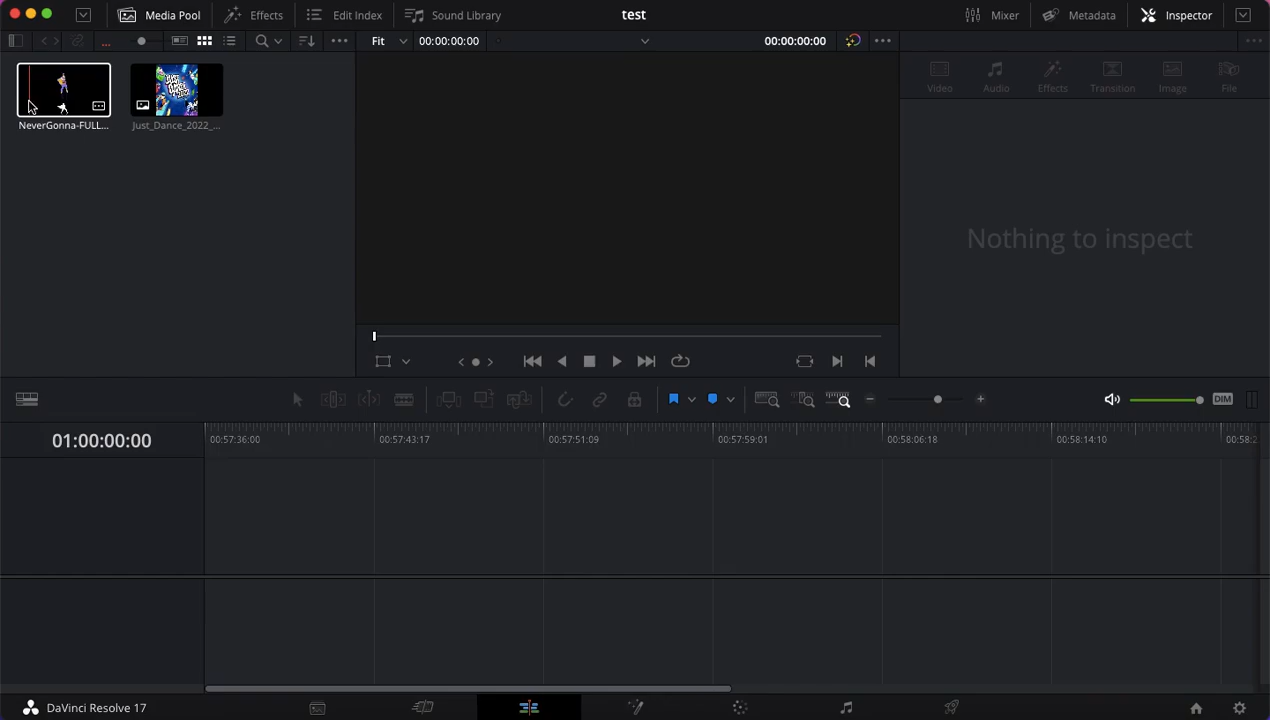 Media Pool Effects Edit Index Sound Library test Mixer Metadata Inspector
Fit 00:00:00:00 00:00:00:00
Video Audio Effects Transition Image File
JUST DANCE 2022
NeverGonna-FULL... Just_Dance_2022_...
Nothing to inspect
DIM
01:00:00:00
00:57:36:00 00:57:43:17 00:57:51:09 00:57:59:01 00:58:06:18 00:58:14:10 00:58:2
DaVinci Resolve 17